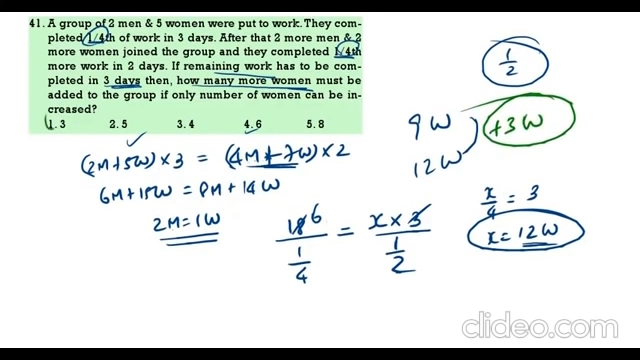 41. A group of 2 men & 5 women were put to work. They com-
pleted 1/4th of work in 3 days. After that 2 more men & 2
more women joined the group and they completed 1/4th
more work in 2 days. If remaining work has to be com-
pleted in 3 days then, how many more women must be
added to the group if only number of women can be in-
creased?
1. 3 2. 5 3. 4 4. 6 5. 8
(2M+5W) × 3 = (4M+7W) × 2
6M+15W = 8M+14W
2M=1W
18 6 / 1/4 = x × 3 / 1/2
1/2
9W
+3W
12W
x/4 = 3
x = 12W
clideo.com